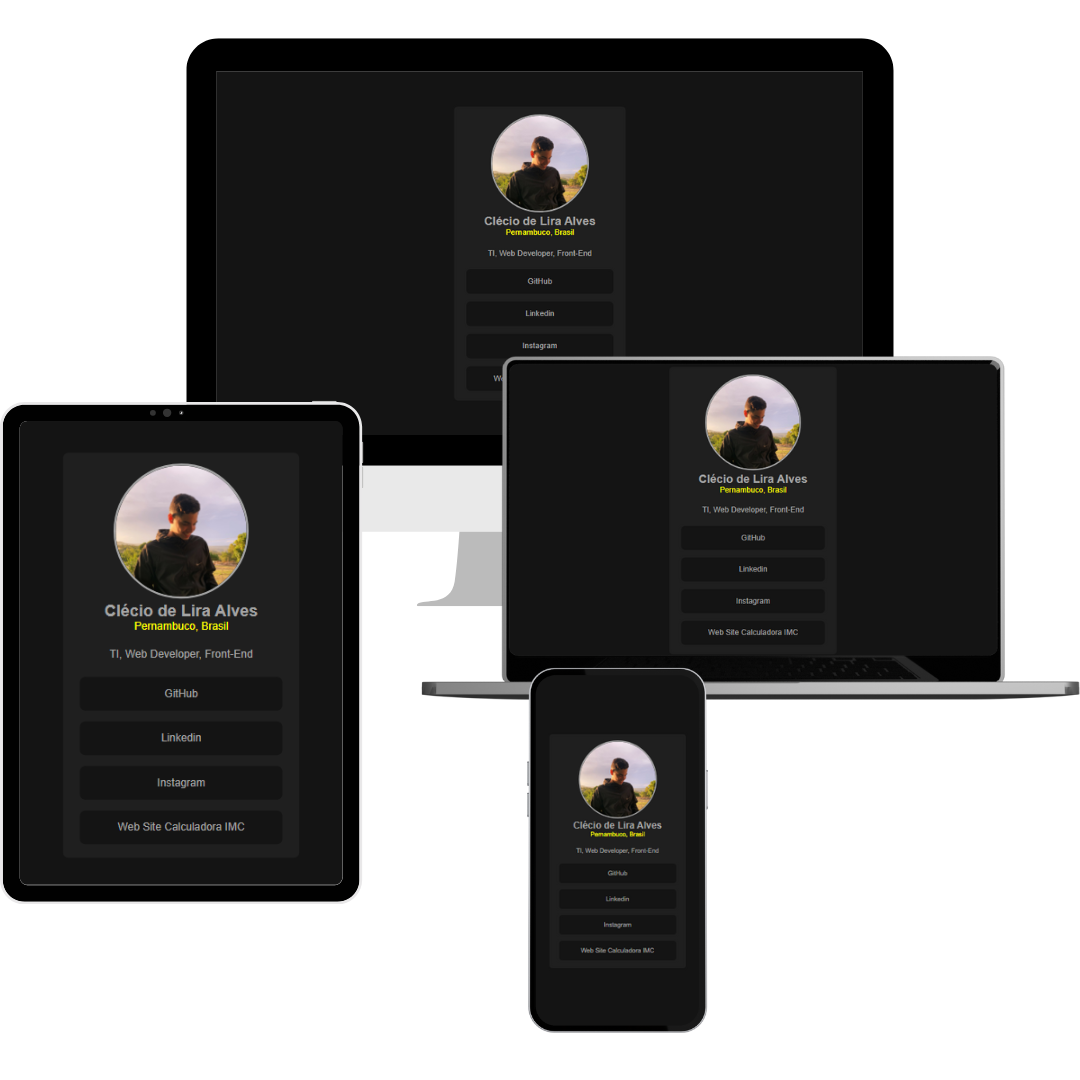 Clécio de Lira Alves
Pernambuco, Brasil
TI, Web Developer, Front-End
GitHub
Linkedin
Instagram
Clécio de Lira Alves
Pernambuco, Brasil
TI, Web Developer, Front-End
GitHub
Linkedin
Instagram
Web Site Calculadora IMC
Clécio de Lira Alves
Pernambuco, Brasil
TI, Web Developer, Front-End
GitHub
Linkedin
Instagram
Web Site Calculadora IMC
Clécio de Lira Alves
Pernambuco, Brasil
TI, Web Developer, Front-End
GitHub
Linkedin
Instagram
Web Site Calculadora IMC